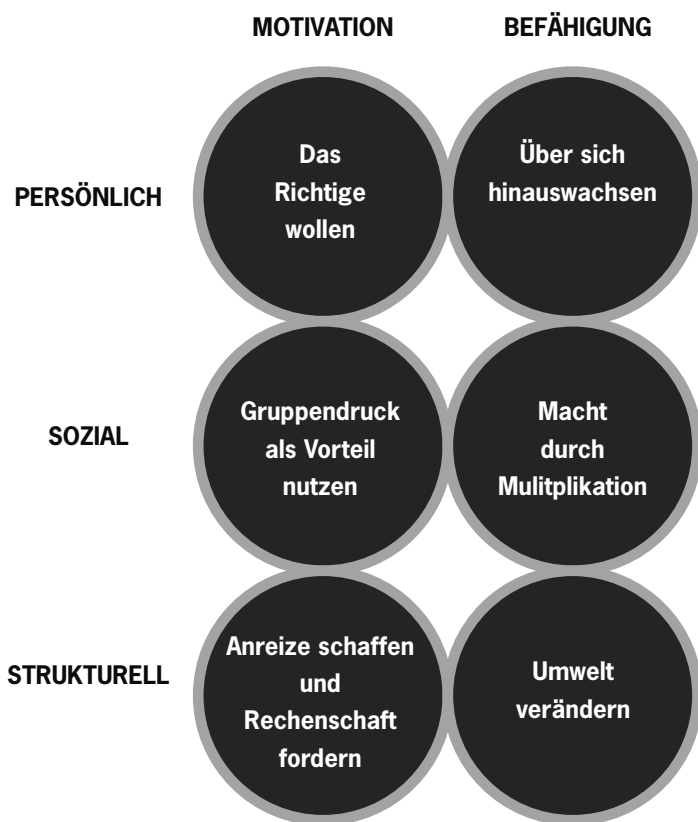 MOTIVATION
BEFÄHIGUNG
PERSÖNLICH
Das
Richtige
wollen
Über sich
hinauswachsen
SOZIAL
Gruppendruck
als Vorteil
nutzen
Macht
durch
Mulitplikation
STRUKTURELL
Anreize schaffen
und
Rechenschaft
fordern
Umwelt
verändern